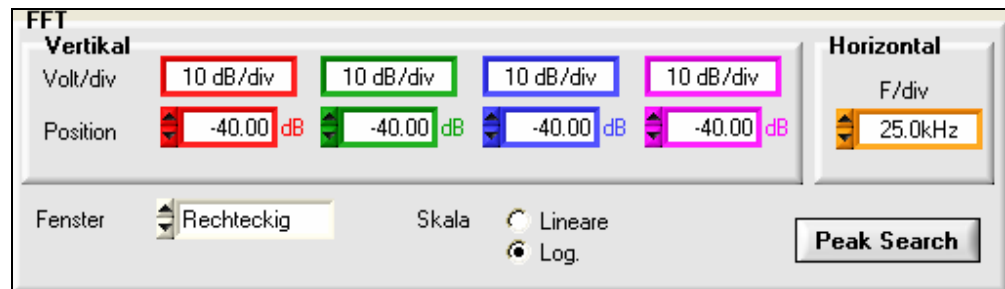 FFT
Vertikal
Horizontal
Volt/div 10 dB/div 10 dB/div 10 dB/div 10 dB/div
F/div
Position -40.00 dB -40.00 dB -40.00 dB -40.00 dB
25.0kHz
Fenster Rechteckig Skala Lineare
Log.
Peak Search